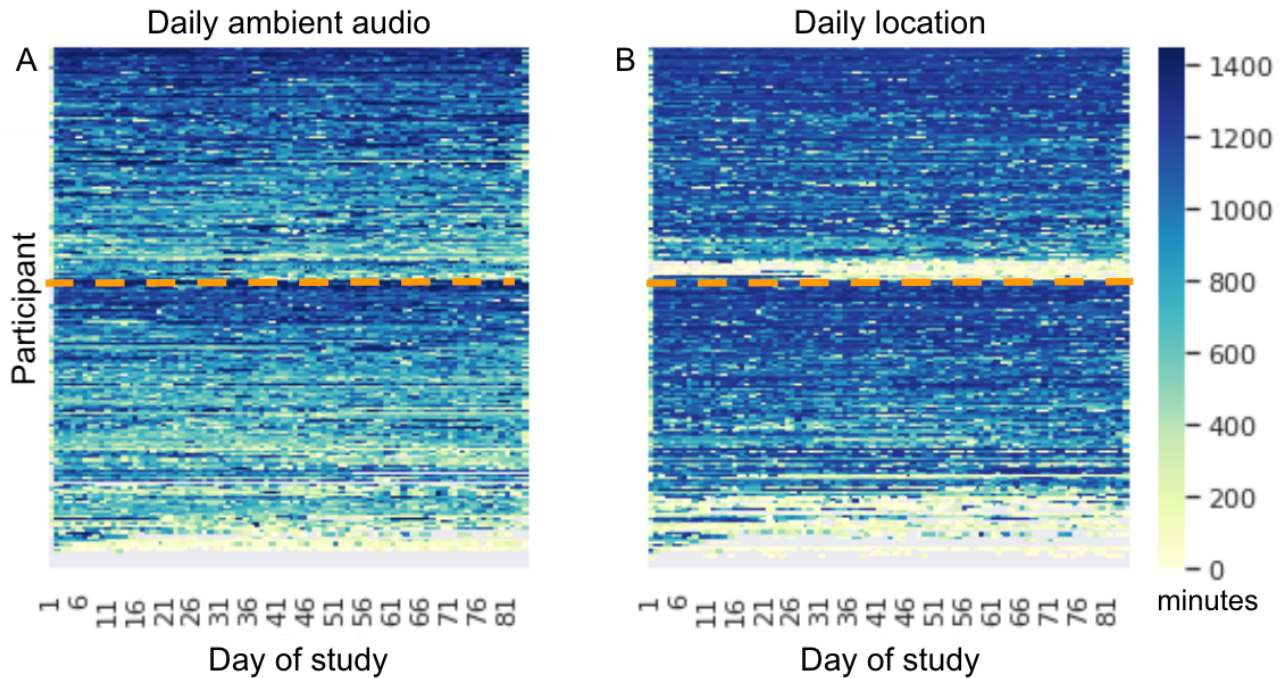 Daily ambient audio
Daily location
A
B
Participant
1400
1200
1000
800
600
400
200
0
minutes
1 6 11 16 21 26 31 36 41 46 51 56 61 66 71 76 81
1 6 11 16 21 26 31 36 41 46 51 56 61 66 71 76 81
Day of study
Day of study